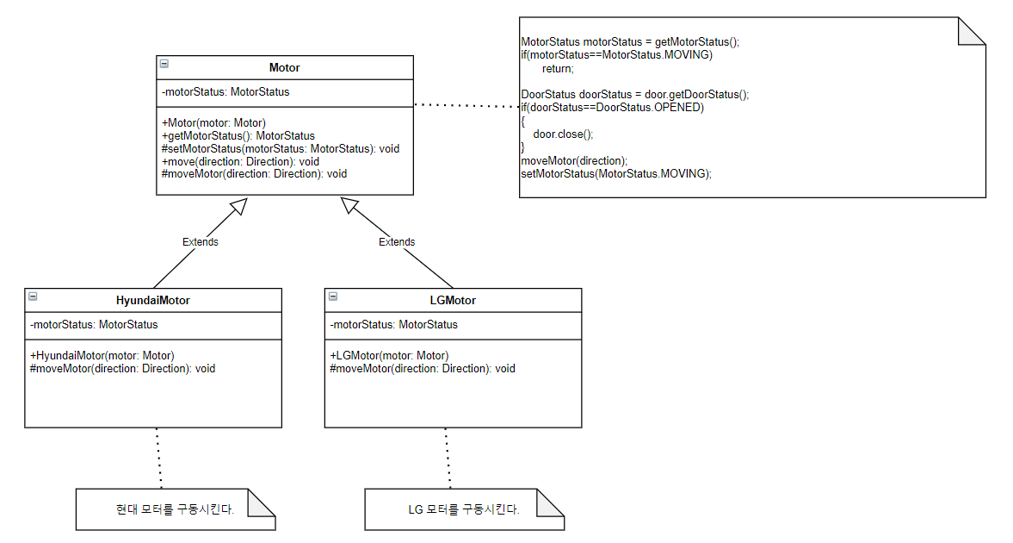 Motor
-motorStatus: MotorStatus
+Motor(motor: Motor)
+getMotorStatus(): MotorStatus
#setMotorStatus(motorStatus: MotorStatus): void
+move(direction: Direction): void
#moveMotor(direction: Direction): void
MotorStatus motorStatus = getMotorStatus();
if(motorStatus==MotorStatus.MOVING)
return;
DoorStatus doorStatus = door.getDoorStatus();
if(doorStatus==DoorStatus.OPENED)
{
door.close();
}
moveMotor(direction);
setMotorStatus(MotorStatus.MOVING);
Extends
Extends
HyundaiMotor
-motorStatus: MotorStatus
+HyundaiMotor(motor: Motor)
#moveMotor(direction: Direction): void
LGMotor
-motorStatus: MotorStatus
+LGMotor(motor: Motor)
#moveMotor(direction: Direction): void
현대 모터를 구동시킨다.
LG 모터를 구동시킨다.